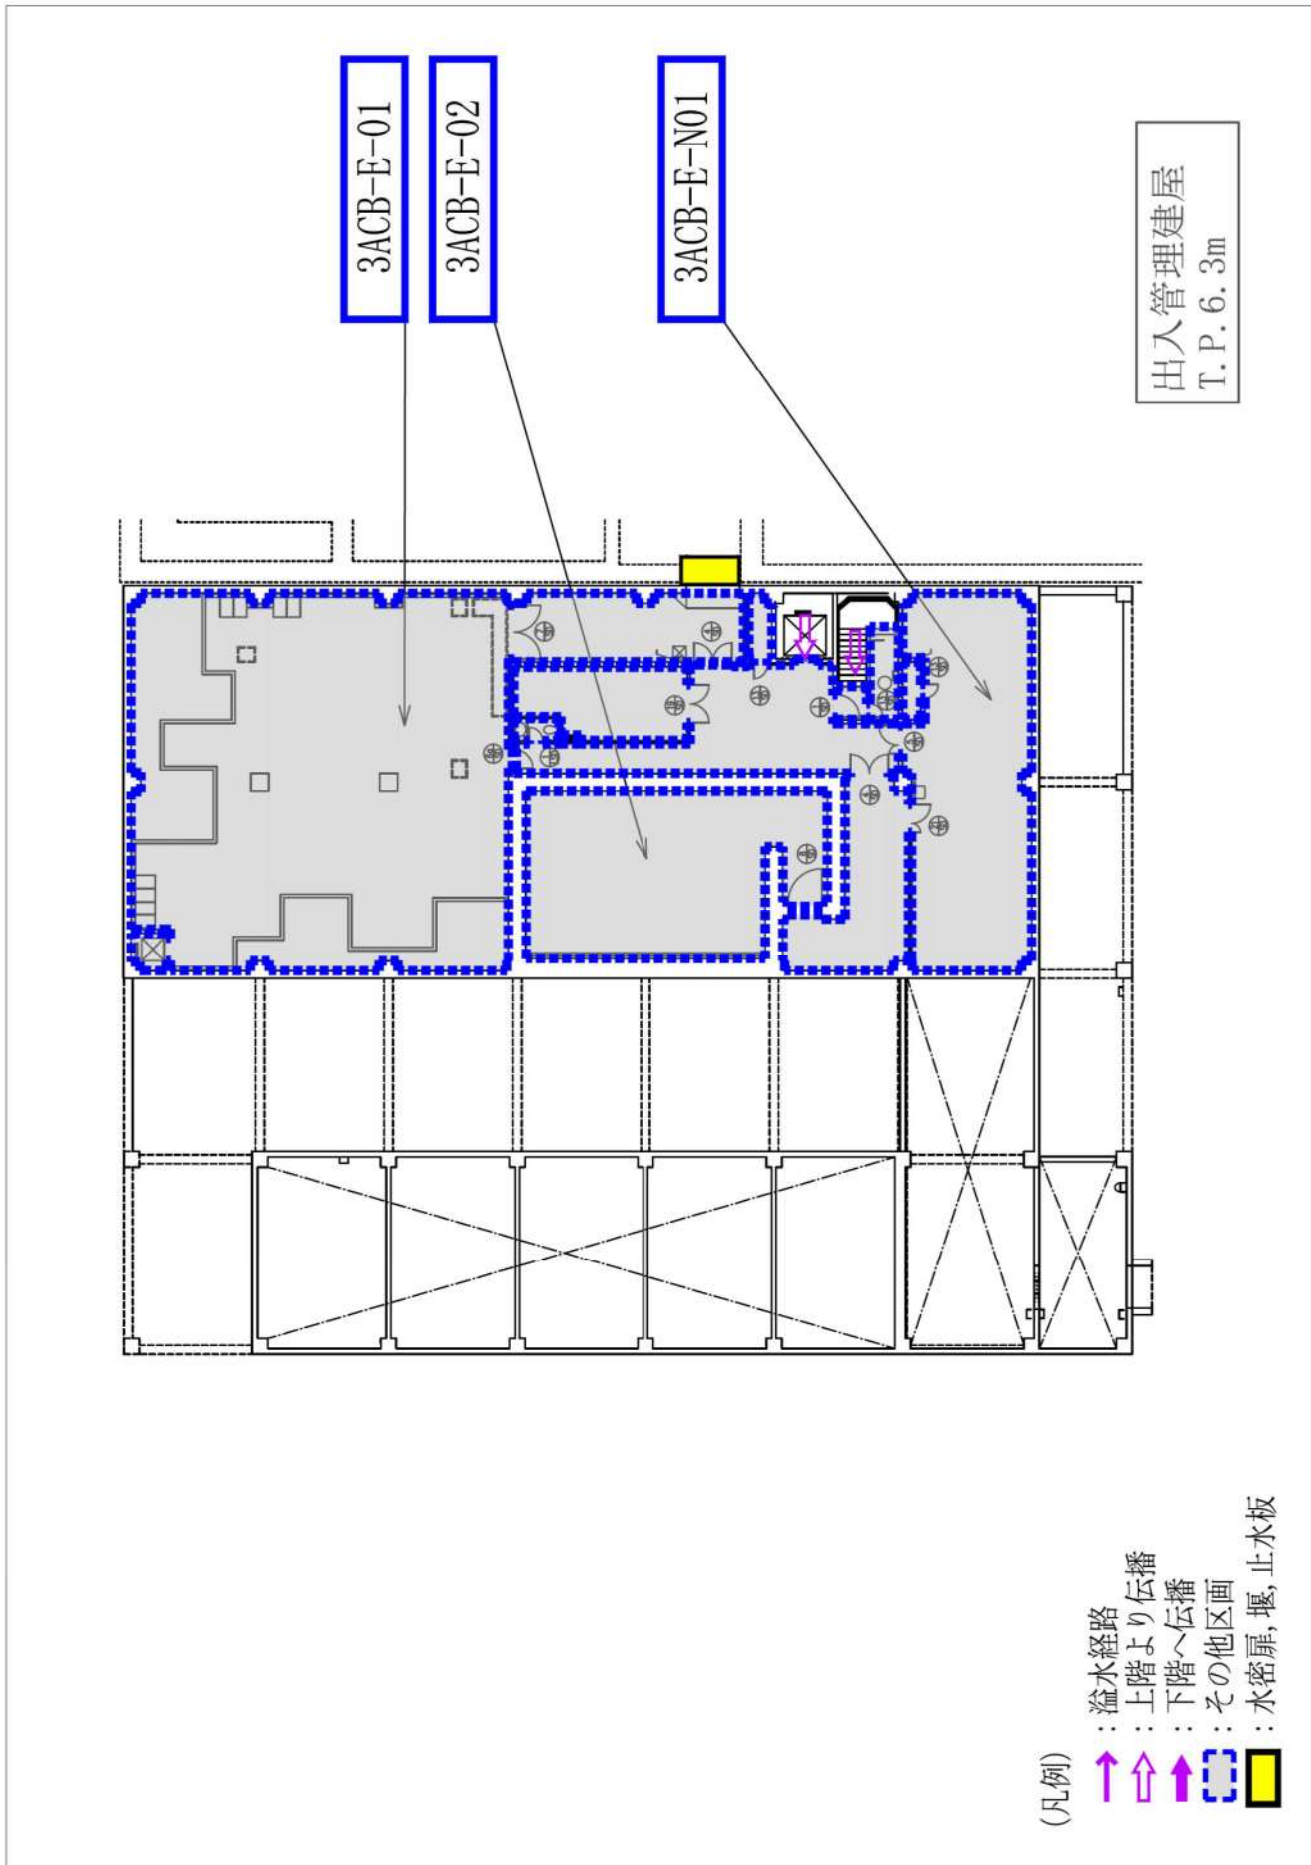 3ACB-E-01
3ACB-E-02
3ACB-E-N01
出入管理建屋
T.P.6.3m
(凡例)
：溢水経路
：上階より伝播
：下階へ伝播
：その他区画
：水密扉,堰,止水板